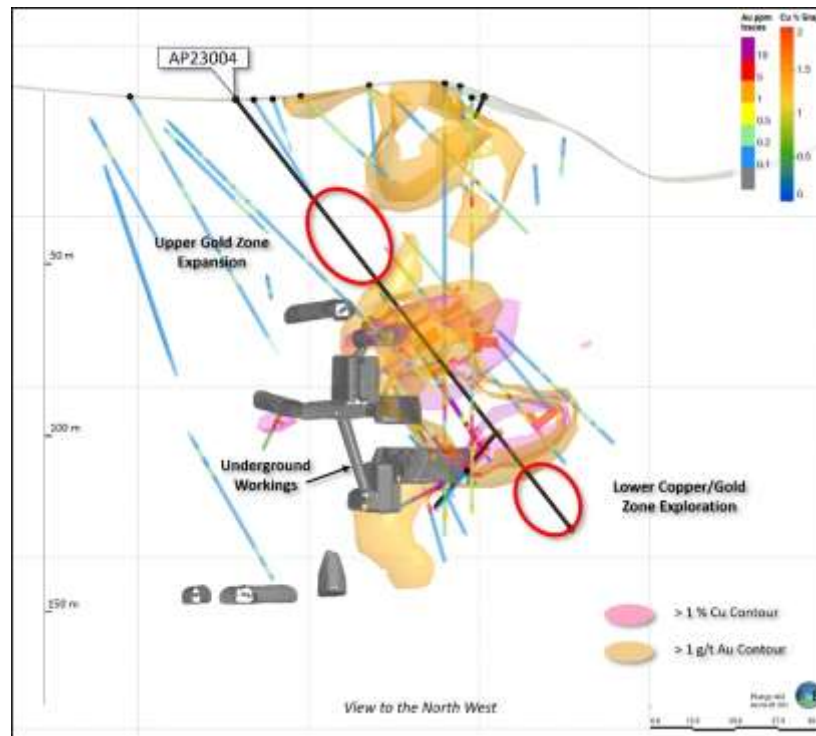 AP23004
Au ppm
traces
Cu %
10
5
1
0.5
0.2
0.1
2
1.5
1
0.5
0
Upper Gold Zone
Expansion
50 m
200 m
150 m
Underground
Workings
Lower Copper/Gold
Zone Exploration
> 1 % Cu Contour
> 1 g/t Au Contour
View to the North West